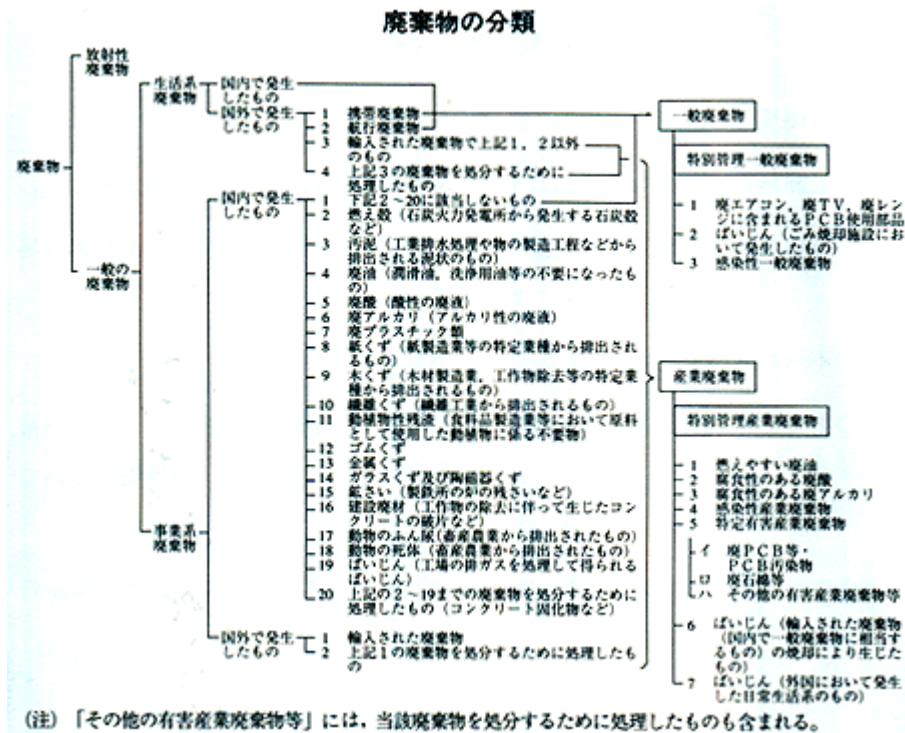 廃棄物の分類
廃棄物
放射性
廃棄物
一般の
廃棄物
生活系
廃棄物
国内で発生
したもの
国外で発生
したもの
1 携帯廃棄物
2 航行廃棄物
3 輸入された廃棄物で上記1，2以外
のもの
4 上記3の廃棄物を処分するために
処理したもの
事業系
廃棄物
国内で発生
したもの
1 下記2～20に該当しないもの
2 燃え殻（石炭火力発電所から発生する石炭殻
など）
3 汚泥（工業排水処理や物の製造工程などから
排出される泥状のもの）
4 廃油（潤滑油，洗浄用油等の不要になったも
の）
5 廃酸（酸性の廃液）
6 廃アルカリ（アルカリ性の廃液）
7 廃プラスチック類
8 紙くず（紙製造業等の特定業種から排出され
るもの）
9 木くず（木材製造業，工作物除去等の特定業
種から排出されるもの）
10 繊維くず（繊維工業から排出されるもの）
11 動植物性残渣（食料品製造業等において原料
として使用した動植物に係る不要物）
12 ゴムくず
13 金属くず
14 ガラスくず及び陶磁器くず
15 鉱さい（製鉄所の炉の残さいなど）
16 建設廃材（工作物の除去に伴って生じたコン
クリートの破片など）
17 動物のふん尿（畜産農業から排出されたもの）
18 動物の死体（畜産農業から排出されたもの）
19 ばいじん（工場の排ガスを処理して得られる
ばいじん）
20 上記の2～19までの廃棄物を処分するために
処理したもの（コンクリート固化物など）
国外で発生
したもの
1 輸入された廃棄物
2 上記1の廃棄物を処分するために処理したも
の
一般廃棄物
特別管理一般廃棄物
1 廃エアコン，廃TV，廃レン
ジに含まれるPCB使用部品
2 ばいじん（ごみ焼却施設にお
いて発生したもの）
3 感染性一般廃棄物
産業廃棄物
特別管理産業廃棄物
1 燃えやすい廃油
2 腐食性のある廃酸
3 腐食性のある廃アルカリ
4 感染性産業廃棄物
5 特定有害産業廃棄物
イ 廃PCB等・
PCB汚染物
ロ 廃石綿等
ハ その他の有害産業廃棄物等
6 ばいじん（輸入された廃棄物
（国内で一般廃棄物に相当す
るもの）の焼却により生じた
もの）
7 ばいじん（外国において発生
した日常生活系のもの）
（注）「その他の有害産業廃棄物等」には，当該廃棄物を処分するために処理したものも含まれる。